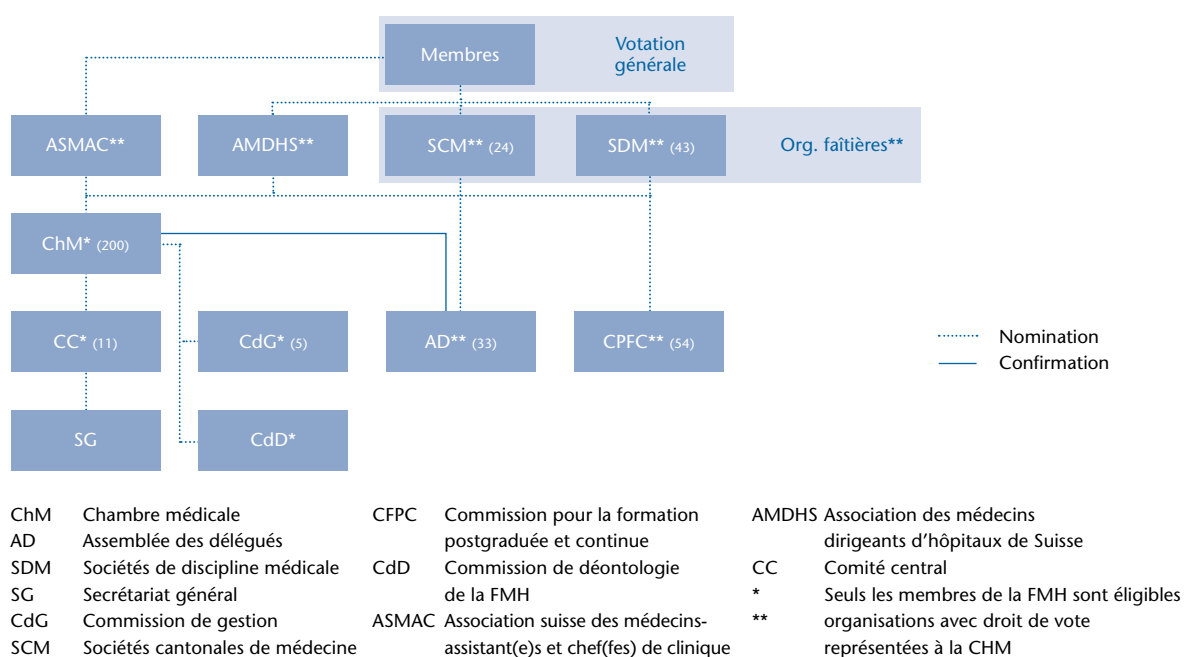 Membres
Votation
générale
ASMAC**
AMDHS**
SCM** (24)
SDM** (43)
Org. faîtières**
ChM* (200)
CC* (11)
CdG* (5)
AD** (33)
CPFC** (54)
Nomination
Confirmation
SG
CdD*
ChM Chambre médicale
AD Assemblée des délégués
SDM Sociétés de discipline médicale
SG Secrétariat général
CdG Commission de gestion
SCM Sociétés cantonales de médecine
CFPC Commission pour la formation
postgraduée et continue
CdD Commission de déontologie
de la FMH
ASMAC Association suisse des médecins-
assistant(e)s et chef(fes) de clinique
AMDHS Association des médecins
dirigeants d'hôpitaux de Suisse
CC Comité central
* Seuls les membres de la FMH sont éligibles
** organisations avec droit de vote
représentées à la CHM